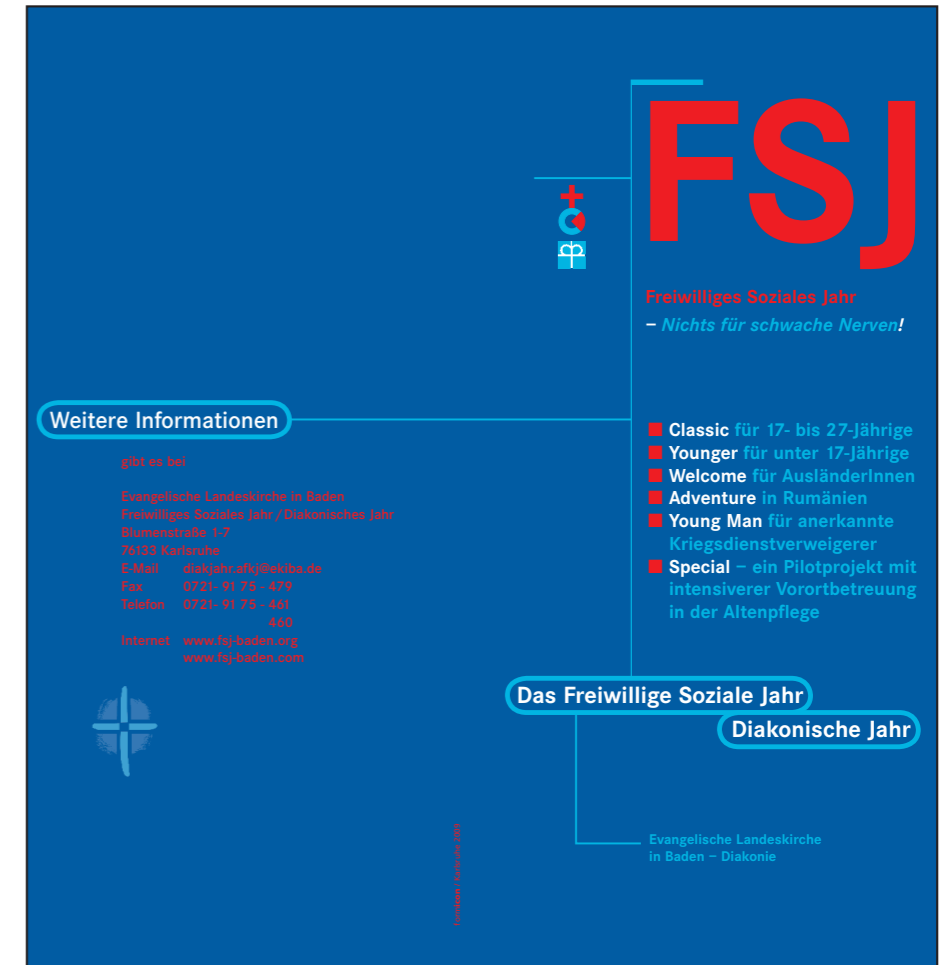 FSJ
Freiwilliges Soziales Jahr
– Nichts für schwache Nerven!
Classic für 17- bis 27-Jährige
Younger für unter 17-Jährige
Welcome für AusländerInnen
Adventure in Rumänien
Young Man für anerkannte
Kriegsdienstverweigerer
Special – ein Pilotprojekt mit
intensiverer Vorortbetreuung
in der Altenpflege
Das Freiwillige Soziale Jahr
Diakonische Jahr
Evangelische Landeskirche
in Baden – Diakonie
Weitere Informationen
gibt es bei
Evangelische Landeskirche in Baden
Freiwilliges Soziales Jahr / Diakonisches Jahr
Blumenstraße 1-7
76133 Karlsruhe
E-Mail diakjahr.afkj@ekiba.de
Fax 0721- 91 75 - 479
Telefon 0721- 91 75 - 461
460
Internet www.fsj-baden.org
www.fsj-baden.com